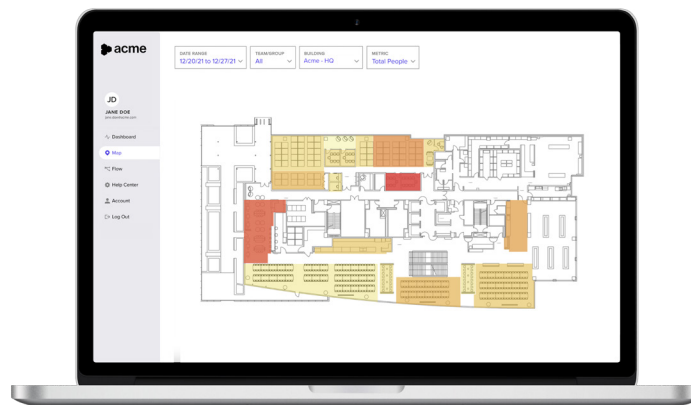 acme
DATE RANGE
12/20/21 to 12/27/21
TEAM/GROUP
All
BUILDING
Acme - HQ
METRIC
Total People
JD
JANE DOE
Dashboard
Map
Flow
Help Center
Account
Log Out